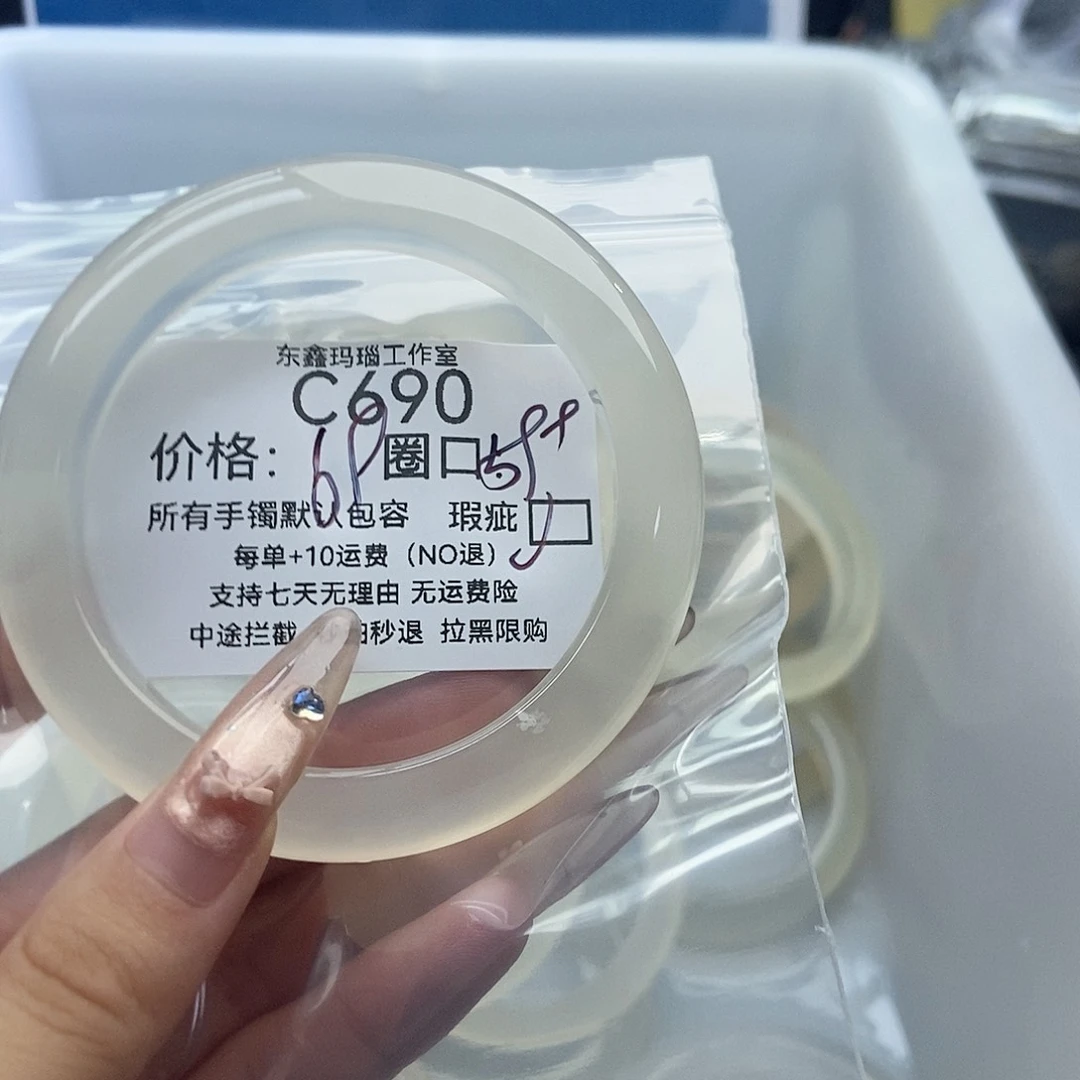 东鑫玛瑙工作室
C690
价格: 68 圈口58+
所有手镯默认包容 瑕疵
每单+10运费（NO退）
支持七天无理由 无运费险
中途拦截 秒退 拉黑限购